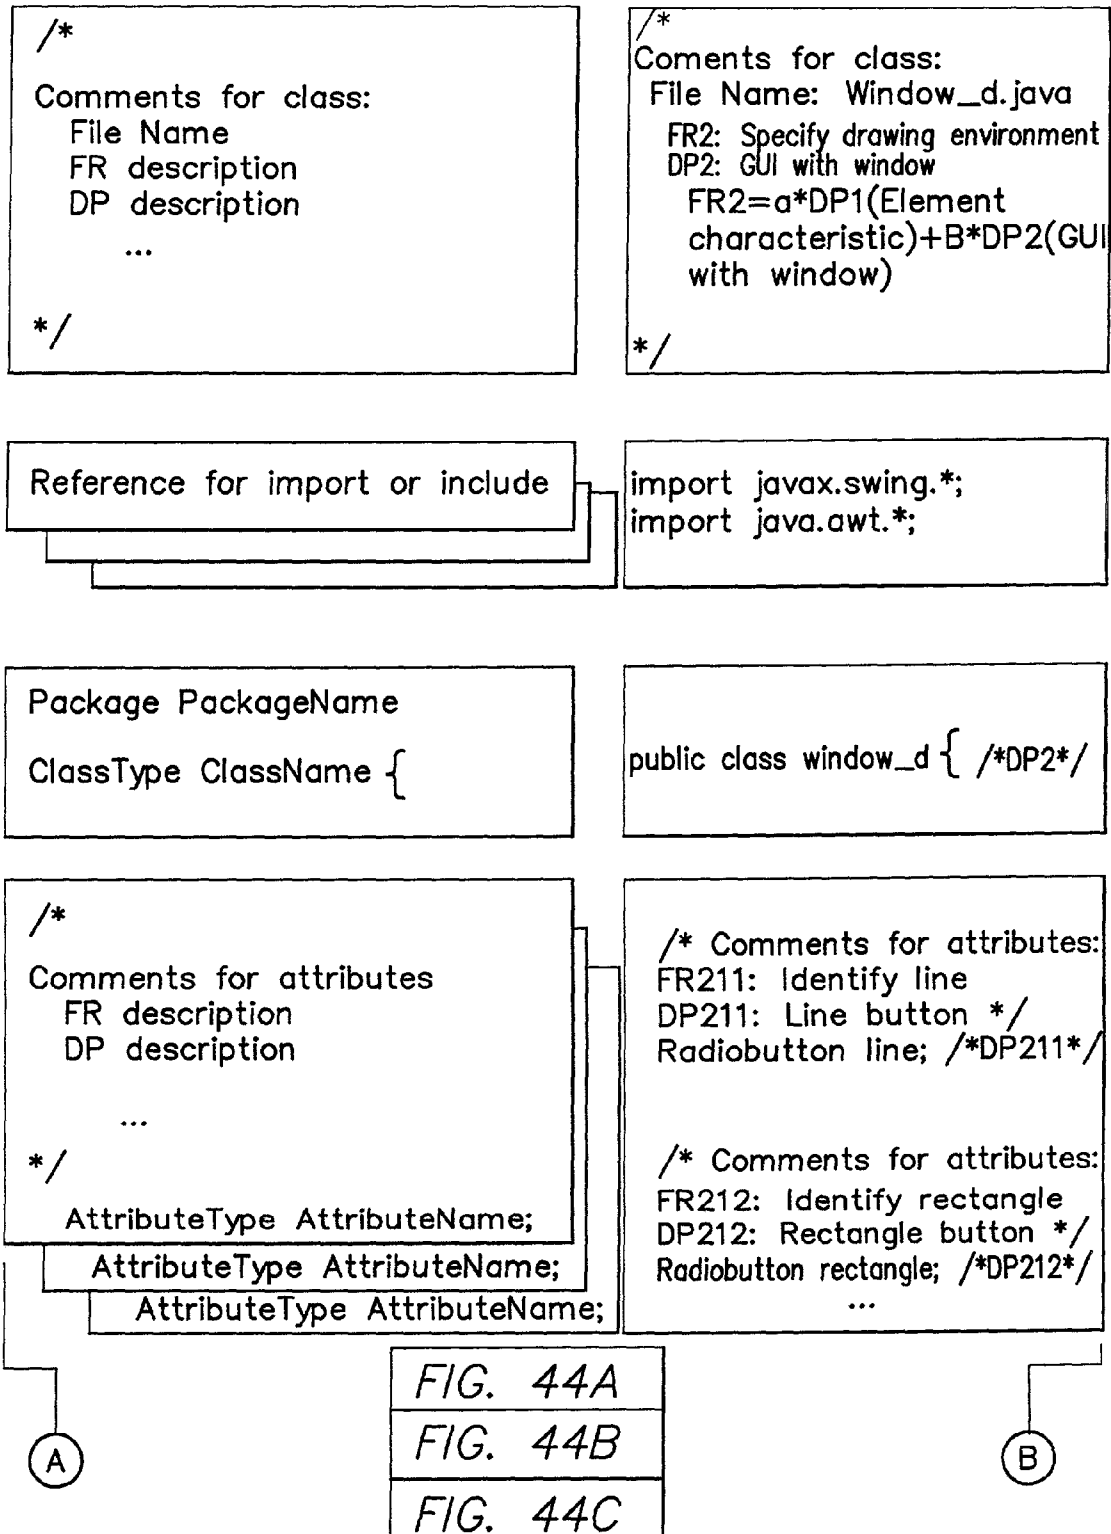 /*
Comments for class:
File Name
FR description
DP description
...
*/
/*
Coments for class:
File Name: Window_d.java
FR2: Specify drawing environment
DP2: GUI with window
FR2=a*DP1(Element
characteristic)+B*DP2(GUI
with window)
*/
Reference for import or include
import javax.swing.*;
import java.awt.*;
Package PackageName
ClassType ClassName {
public class window_d { /*DP2*/
/*
Comments for attributes
FR description
DP description
...
*/
AttributeType AttributeName;
AttributeType AttributeName;
AttributeType AttributeName;
/* Comments for attributes:
FR211: Identify line
DP211: Line button */
Radiobutton line; /*DP211*/
/* Comments for attributes:
FR212: Identify rectangle
DP212: Rectangle button */
Radiobutton rectangle; /*DP212*/
...
A
B
FIG. 44A
FIG. 44B
FIG. 44C